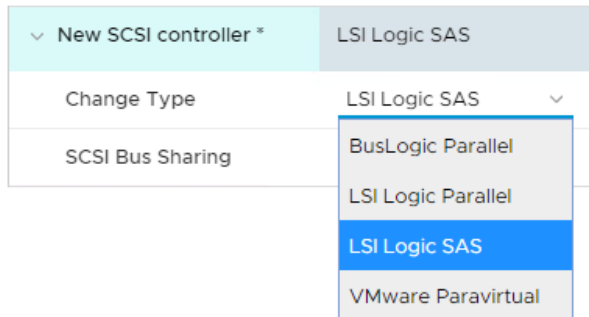 New SCSI controller * LSI Logic SAS
Change Type LSI Logic SAS
SCSI Bus Sharing
BusLogic Parallel
LSI Logic Parallel
LSI Logic SAS
VMware Paravirtual